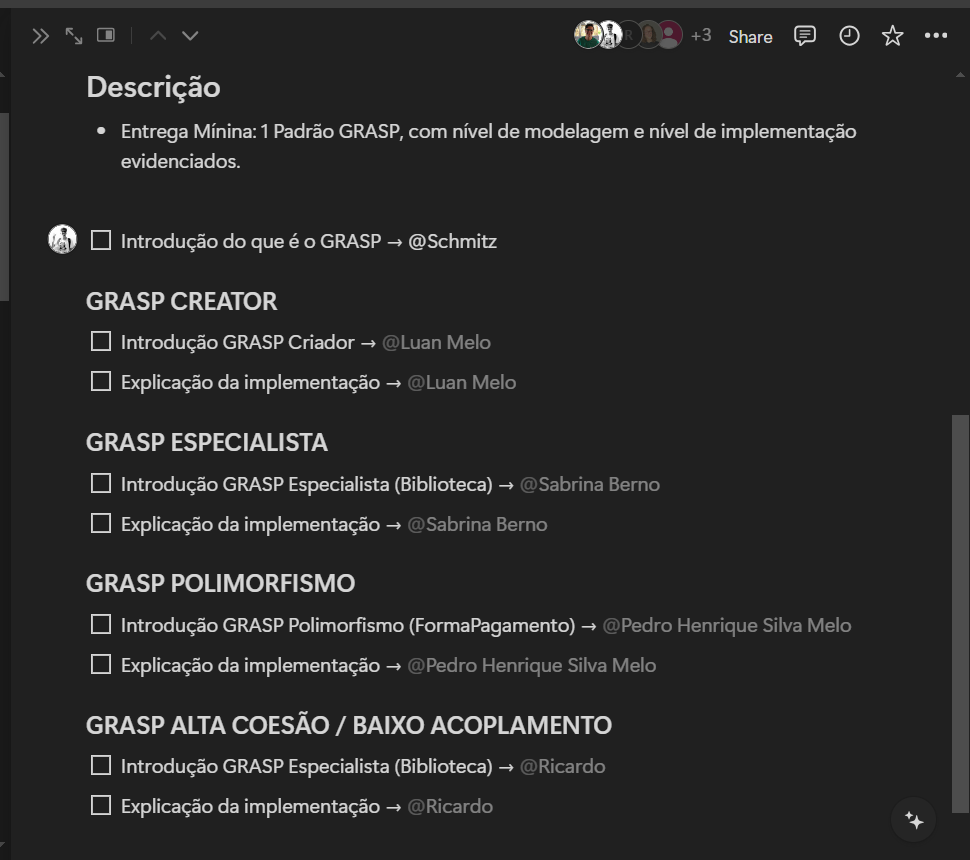 +3 Share
Descrição
Entrega Mínina: 1 Padrão GRASP, com nível de modelagem e nível de implementação
evidenciados.
Introdução do que é o GRASP → @Schmitz
GRASP CREATOR
Introdução GRASP Criador → @Luan Melo
Explicação da implementação → @Luan Melo
GRASP ESPECIALISTA
Introdução GRASP Especialista (Biblioteca) → @Sabrina Berno
Explicação da implementação → @Sabrina Berno
GRASP POLIMORFISMO
Introdução GRASP Polimorfismo (FormaPagamento) → @Pedro Henrique Silva Melo
Explicação da implementação → @Pedro Henrique Silva Melo
GRASP ALTA COESÃO / BAIXO ACOPLAMENTO
Introdução GRASP Especialista (Biblioteca) → @Ricardo
Explicação da implementação → @Ricardo